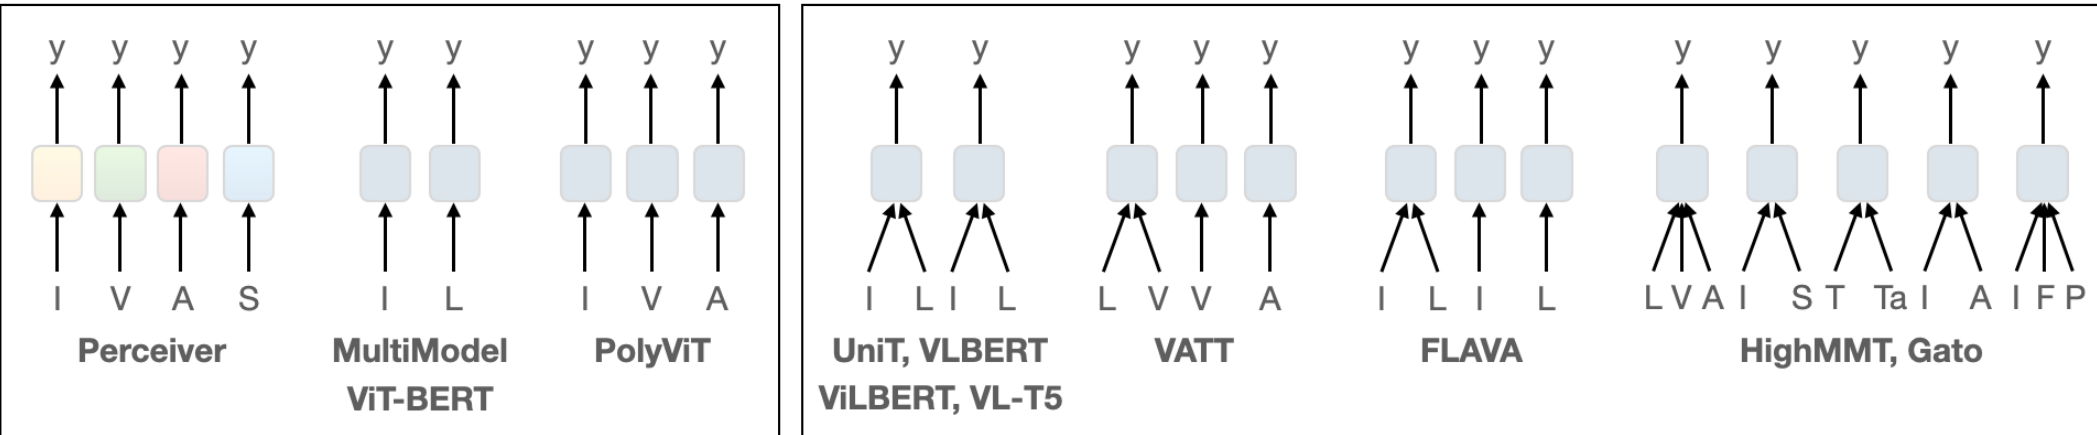 y y y y y y y y y y y y y y y y y y y y y y
I V A S I L I V A I L I L L V V A I L I L L V A I S T Ta I A I F P
Perceiver MultiModel PolyViT UniT, VLBERT VATT FLAVA HighMMT, Gato
ViT-BERT ViLBERT, VL-T5